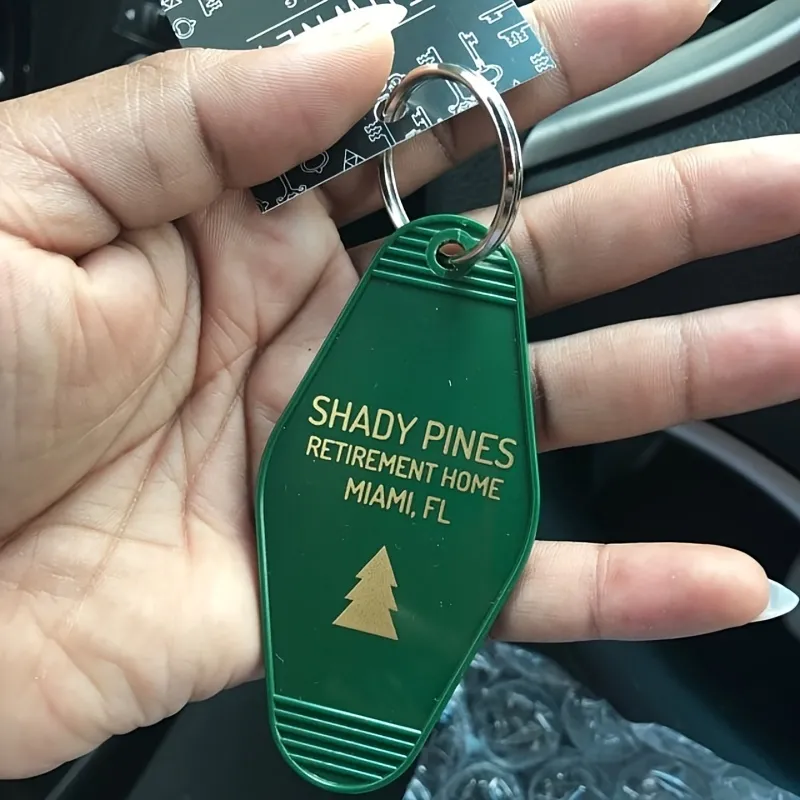 SHADY PINES
RETIREMENT HOME
MIAMI, FL